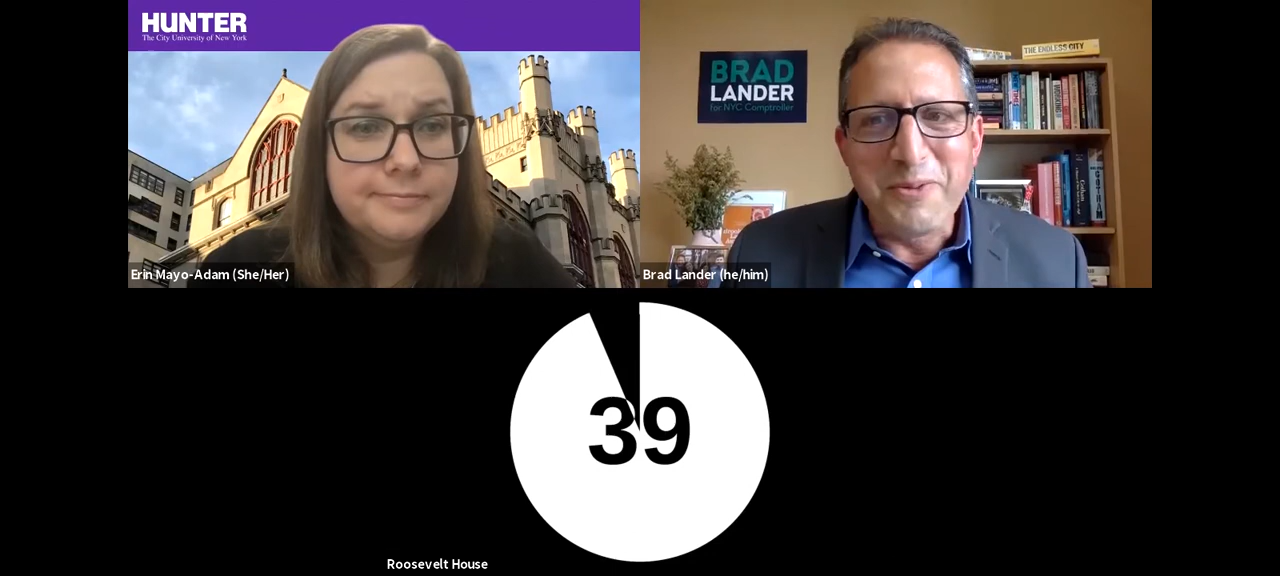 HUNTER
The City University of New York
THE ENDLESS CITY
BRAD
LANDER
for NYC Comptroller
GOTHAM
Erin Mayo-Adam (She/Her)
Brad Lander (he/him)
39
Roosevelt House